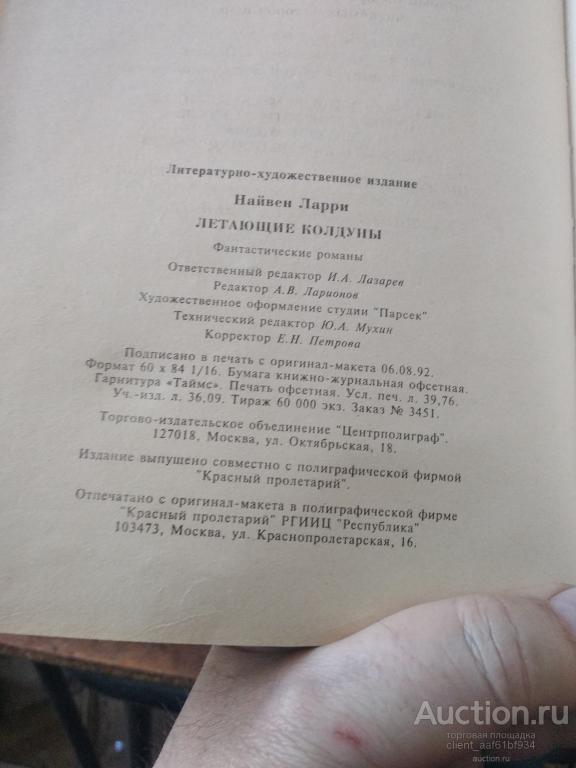 Литературно-художественное издание
Найвен Ларри
ЛЕТАЮЩИЕ КОЛДУНЫ
Фантастические романы
Ответственный редактор И.А. Лазарев
Редактор А.В. Ларионов
Художественное оформление студии "Парсек"
Технический редактор Ю.А. Мухин
Корректор Е.Н. Петрова
Подписано в печать с оригинал-макета 06.08.92.
Формат 60 х 84 1/16. Бумага книжно-журнальная офсетная.
Гарнитура «Таймс». Печать офсетная. Усл. печ. л. 39,76.
Уч.-изд. л. 36,09. Тираж 60 000 экз. Заказ № 3451.
Торгово-издательское объединение "Центрполиграф".
127018, Москва, ул. Октябрьская, 18.
Издание выпущено совместно с полиграфической фирмой
"Красный пролетарий".
Отпечатано с оригинал-макета в полиграфической фирме
"Красный пролетарий" РГИИЦ "Республика"
103473, Москва, ул. Краснопролетарская, 16.
Auction.ru
торговая площадка
client_aaf61bf934
auction.ru